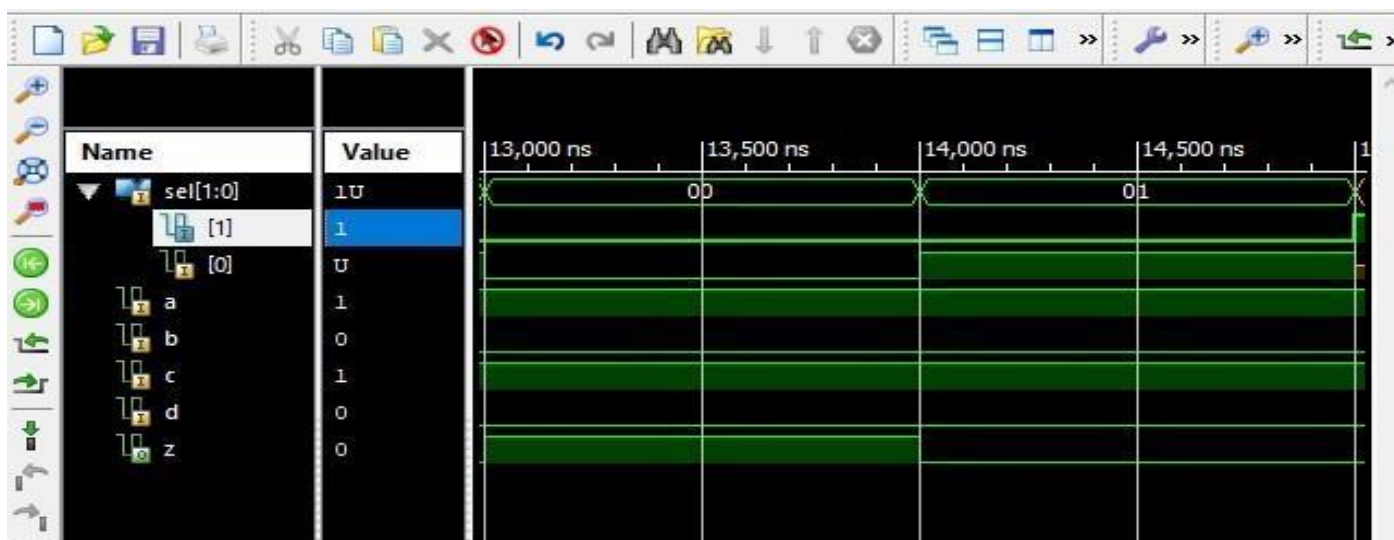 » » » 
Name Value 13,000 ns 13,500 ns 14,000 ns 14,500 ns 1
sel[1:0] 1U 00 01
[1] 1
[0] U
a 1
b 0
c 1
d 0
z 0